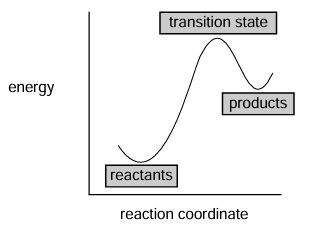 transition state
energy
products
reactants
reaction coordinate